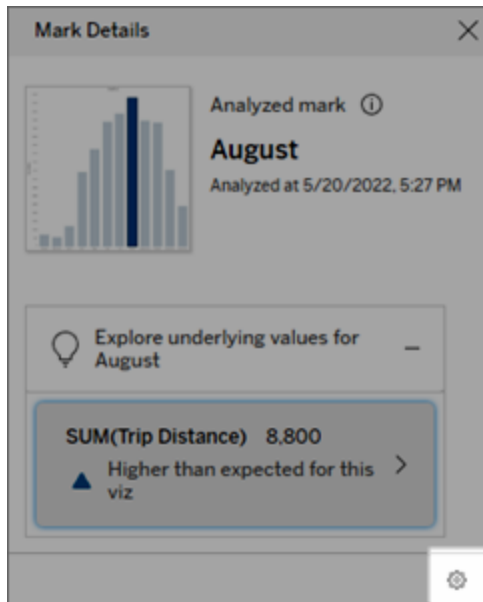 Mark Details
Analyzed mark
August
Analyzed at 5/20/2022, 5:27 PM
Explore underlying values for
August
SUM(Trip Distance) 8,800
Higher than expected for this
viz